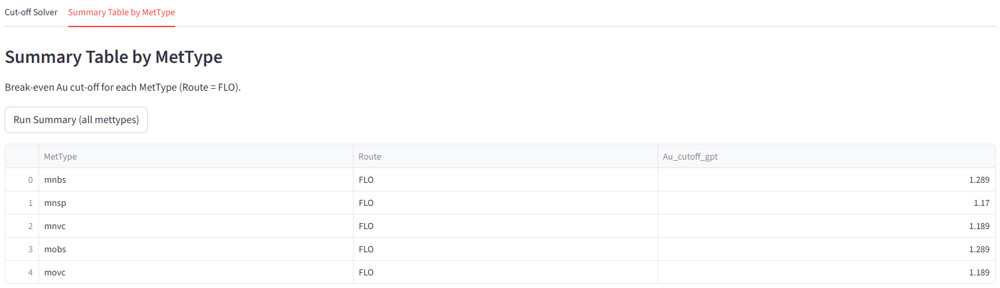 Cut-off Solver Summary Table by MetType
Summary Table by MetType
Break-even Au cut-off for each MetType (Route = FLO).
Run Summary (all mettypes)
MetType Route Au_cutoff_gpt
0 mnbs FLO 1.289
1 mnsp FLO 1.17
2 mnvc FLO 1.189
3 mobs FLO 1.289
4 movc FLO 1.189